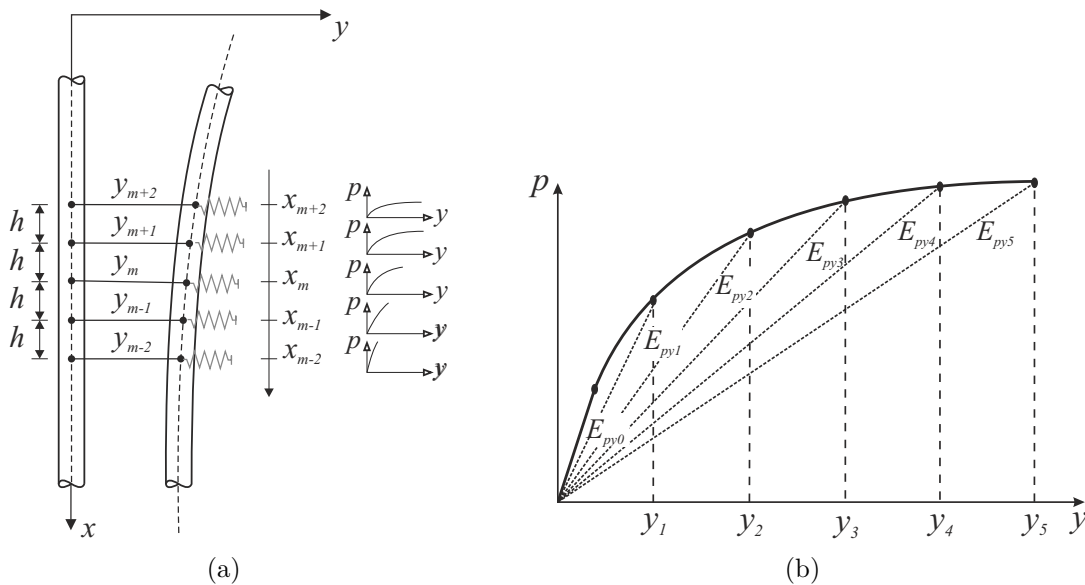 y
y_{m+2}
x_{m+2}
p
y
h
y_{m+1}
x_{m+1}
p
y
h
y_m
x_m
p
y
h
y_{m-1}
x_{m-1}
p
y
h
y_{m-2}
x_{m-2}
p
y
x
(a)
p
E_{py0}
E_{py1}
E_{py2}
E_{py3}
E_{py4}
E_{py5}
y_1
y_2
y_3
y_4
y_5
y
(b)